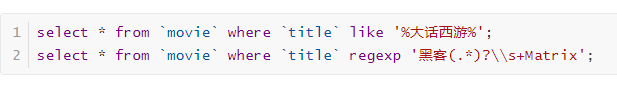 1 select * from `movie` where `title` like '%大话西游%';
2 select * from `movie` where `title` regexp '黑客(.*)?\\s+Matrix';